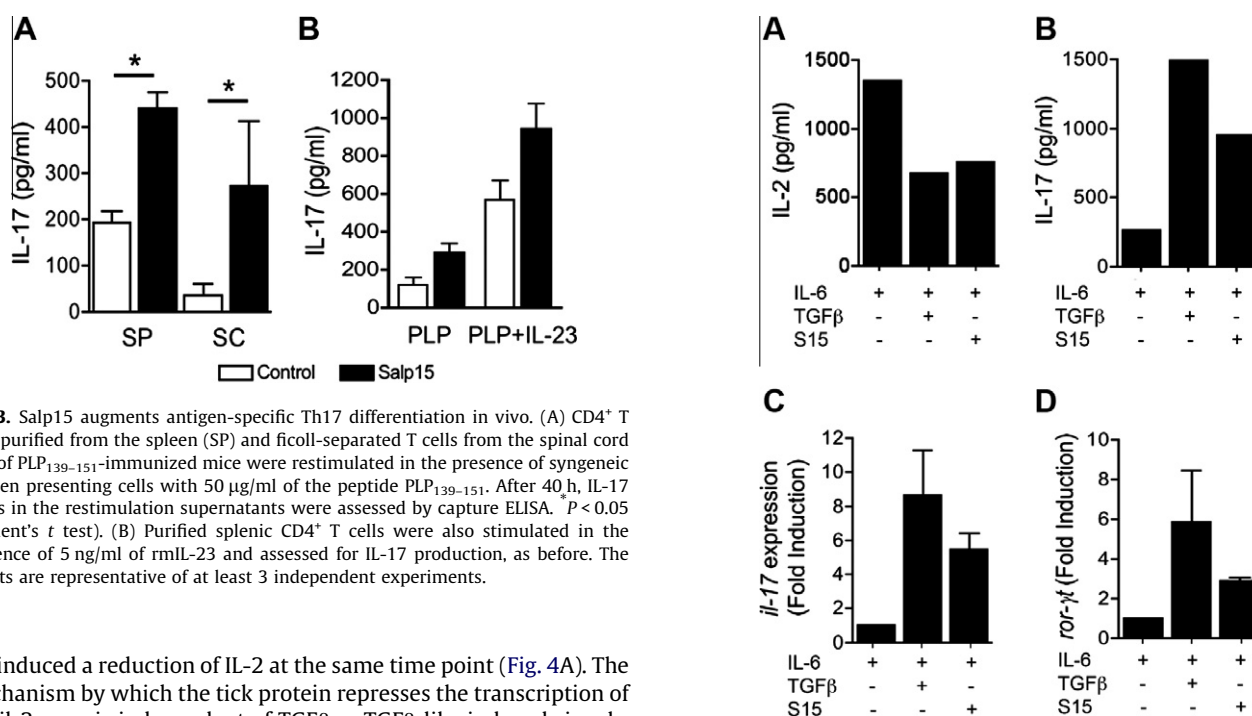 A
B
IL-17 (pg/ml)
500
400
300
200
100
0
*
*
SP
SC
IL-17 (pg/ml)
1200
1000
800
600
400
200
0
PLP
PLP+IL-23
Control
Salp15
3. Salp15 augments antigen-specific Th17 differentiation in vivo. (A) CD4⁺ T
purified from the spleen (SP) and ficoll-separated T cells from the spinal cord
of PLP₁₃₉₋₁₅₁-immunized mice were restimulated in the presence of syngeneic
en presenting cells with 50 μg/ml of the peptide PLP₁₃₉₋₁₅₁. After 40 h, IL-17
s in the restimulation supernatants were assessed by capture ELISA. *P < 0.05
ent's t test). (B) Purified splenic CD4⁺ T cells were also stimulated in the
ence of 5 ng/ml of rmIL-23 and assessed for IL-17 production, as before. The
ts are representative of at least 3 independent experiments.
induced a reduction of IL-2 at the same time point (Fig. 4A). The
chanism by which the tick protein represses the transcription of
A
IL-2 (pg/ml)
1500
1000
500
0
IL-6 + + +
TGFβ - + -
S15 - - +
B
IL-17 (pg/ml)
1500
1000
500
0
IL-6 + + +
TGFβ - + -
S15 - - +
C
il-17 expression
(Fold Induction)
12
10
8
6
4
2
0
IL-6 + + +
TGFβ - + -
S15 - - +
D
ror-γt (Fold Induction)
10
8
6
4
2
0
IL-6 + + +
TGFβ - + -
S15 - - +